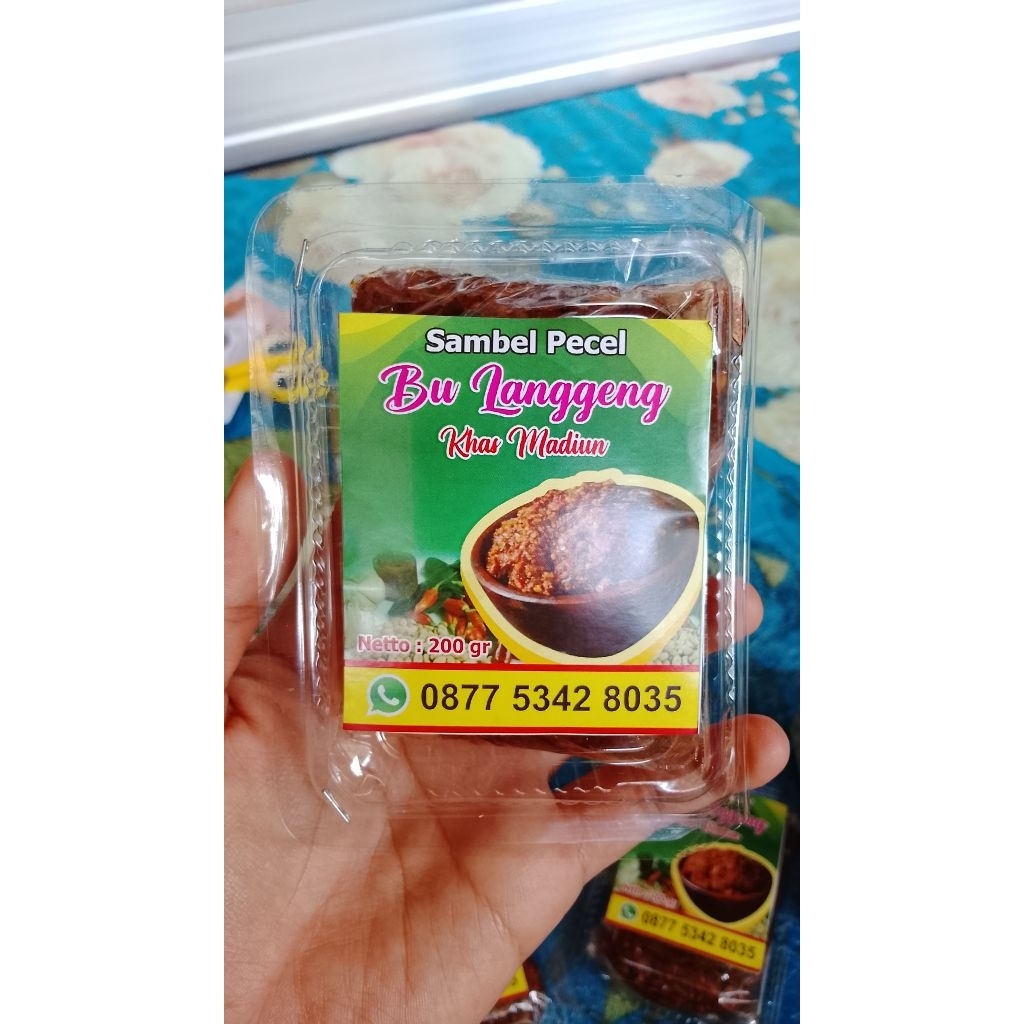 Sambel Pecel
Bu Langgeng
Khas Madiun
Netto : 200 gr
0877 5342 8035
0877 5342 8035